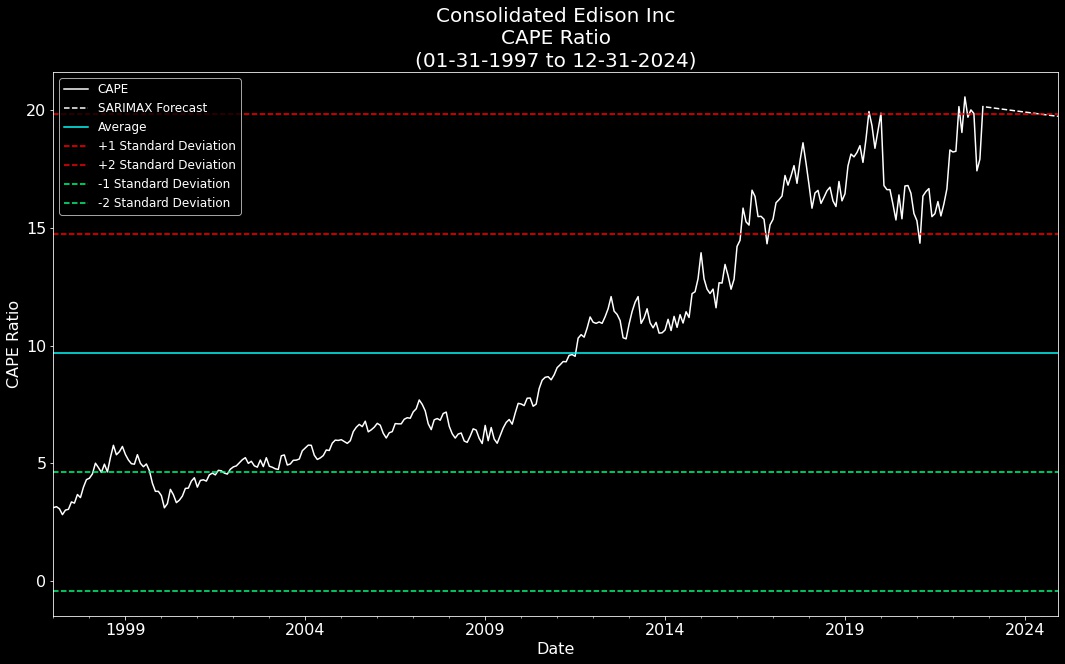 Consolidated Edison Inc
CAPE Ratio
(01-31-1997 to 12-31-2024)
CAPE
SARIMAX Forecast
Average
+1 Standard Deviation
+2 Standard Deviation
-1 Standard Deviation
-2 Standard Deviation
20
15
10
5
0
CAPE Ratio
1999 2004 2009 2014 2019 2024
Date